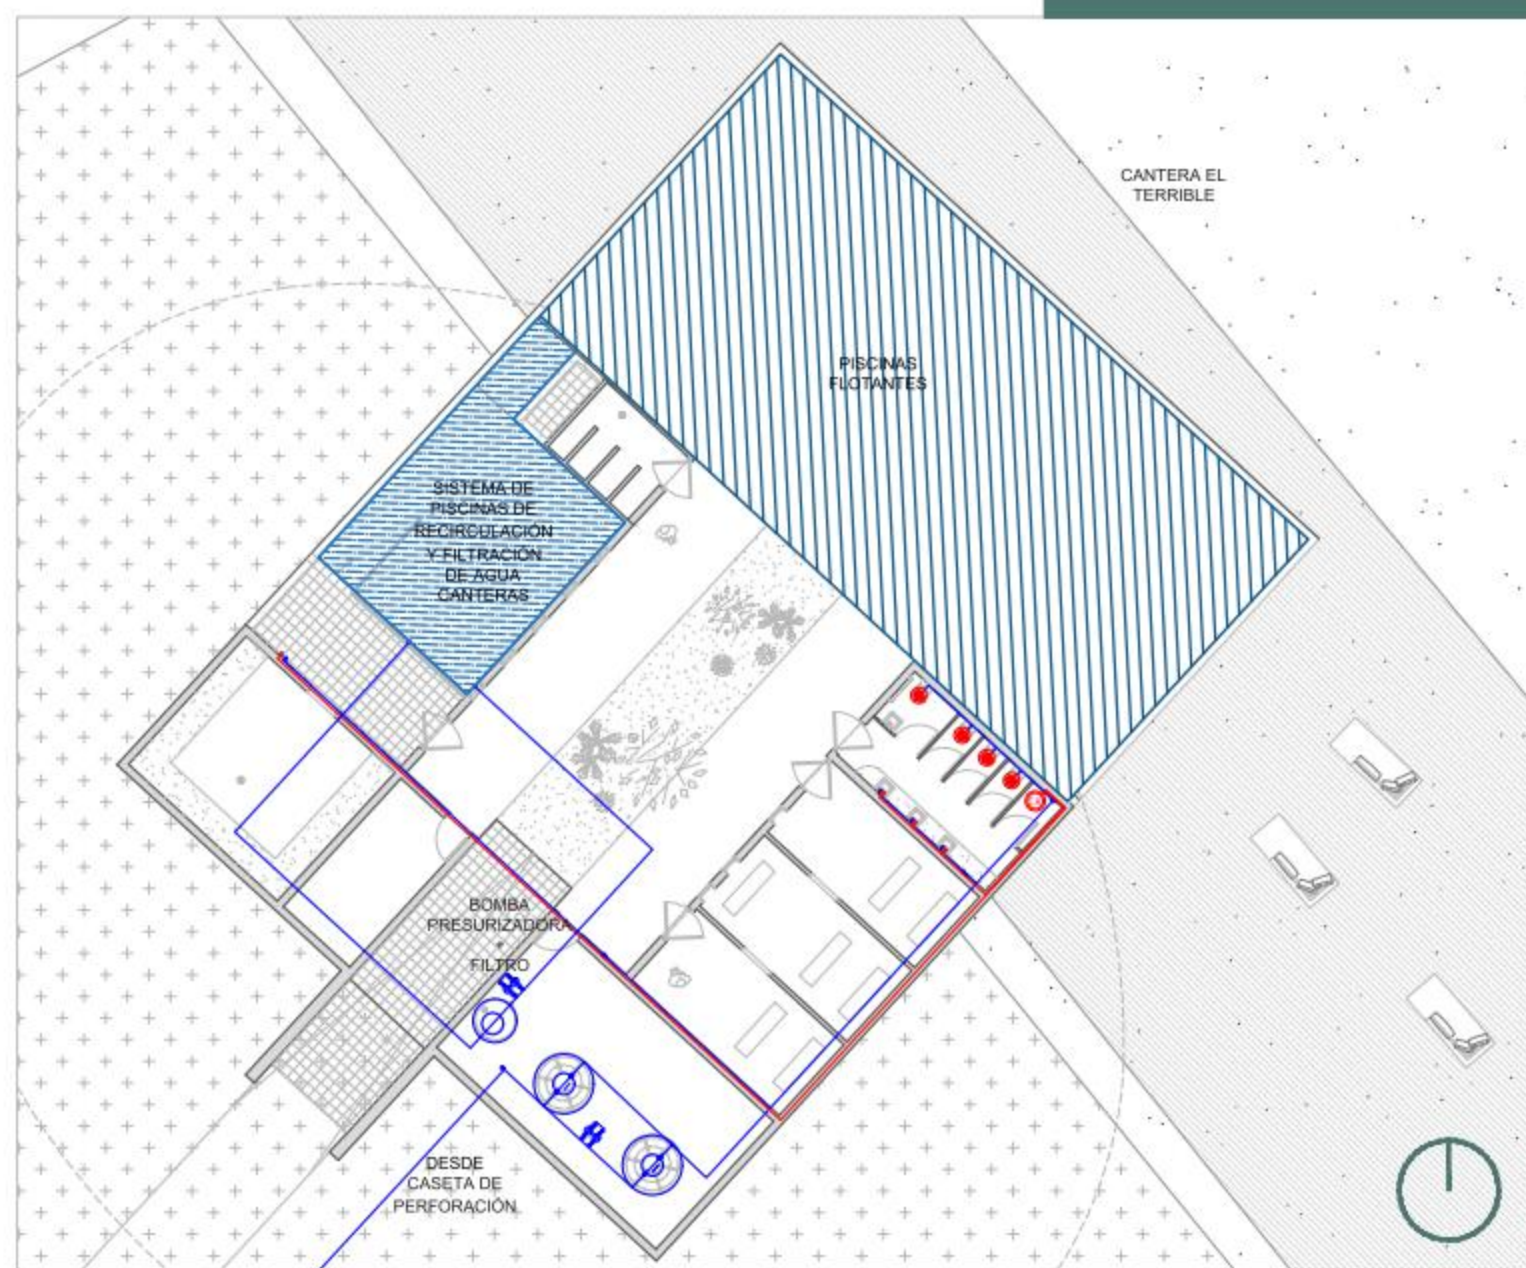 CANTERA EL
TERRIBLE
PISCINAS
FLOTANTES
SISTEMA DE
PISCINAS DE
RECIRCULACIÓN
Y FILTRACIÓN
DE AGUA
CANTERAS
BOMBA
PRESURIZADORA
FILTRO
DESDE
CASETA DE
PERFORACIÓN